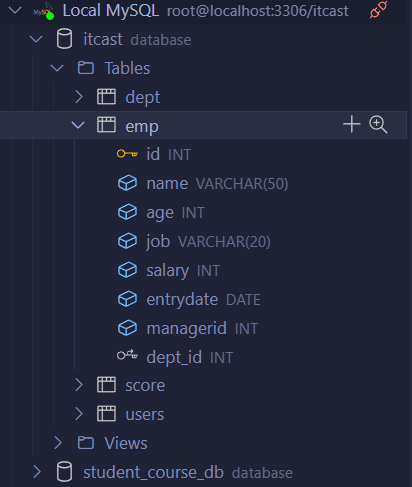 MySQL Local MySQL root@localhost:3306/itcast
itcast database
Tables
dept
emp
id INT
name VARCHAR(50)
age INT
job VARCHAR(20)
salary INT
entrydate DATE
managerid INT
dept_id INT
score
users
Views
student_course_db database